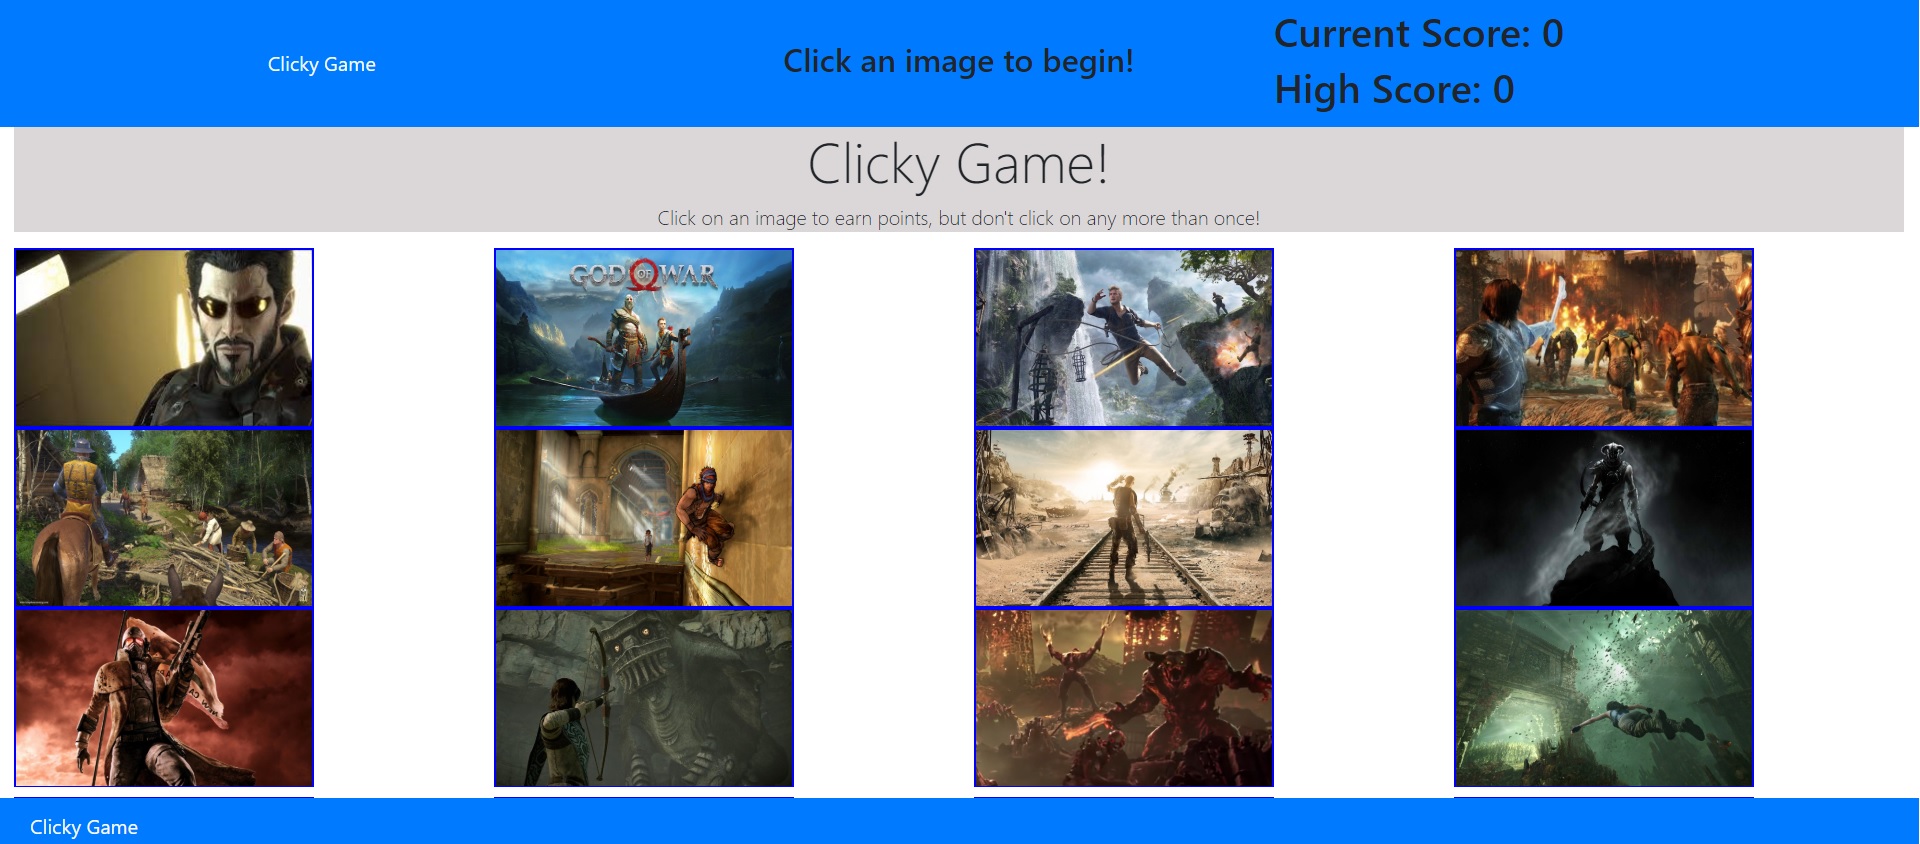 Clicky Game
Click an image to begin!
Current Score: 0
High Score: 0
Clicky Game!
Click on an image to earn points, but don't click on any more than once!
GOD OF WAR
Clicky Game